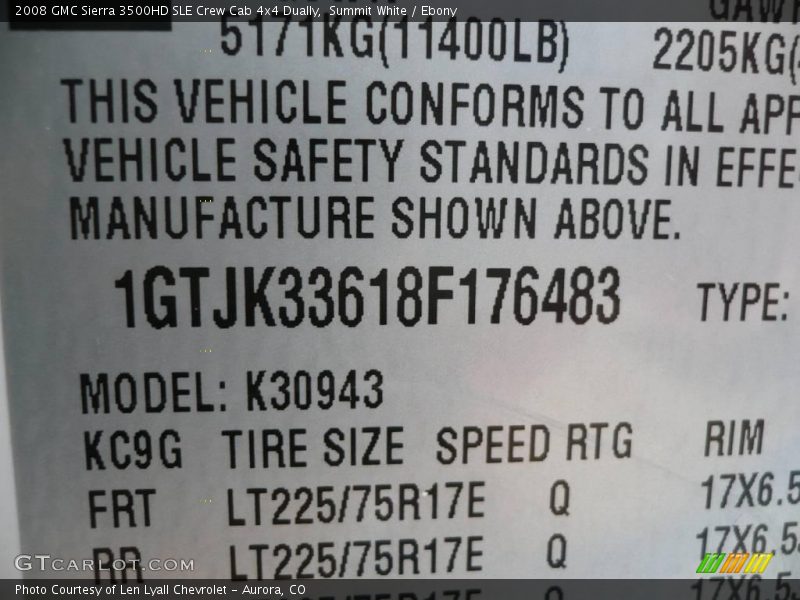 2008 GMC Sierra 3500HD SLE Crew Cab 4x4 Dually, Summit White / Ebony
5171KG(11400LB) 2205KG(
THIS VEHICLE CONFORMS TO ALL APP
VEHICLE SAFETY STANDARDS IN EFFE
MANUFACTURE SHOWN ABOVE.
1GTJK33618F176483 TYPE:
MODEL: K30943
KC9G TIRE SIZE SPEED RTG RIM
FRT LT225/75R17E Q 17X6.5
RR LT225/75R17E Q 17X6.5
GTCarLot.com
Photo Courtesy of Len Lyall Chevrolet - Aurora, CO